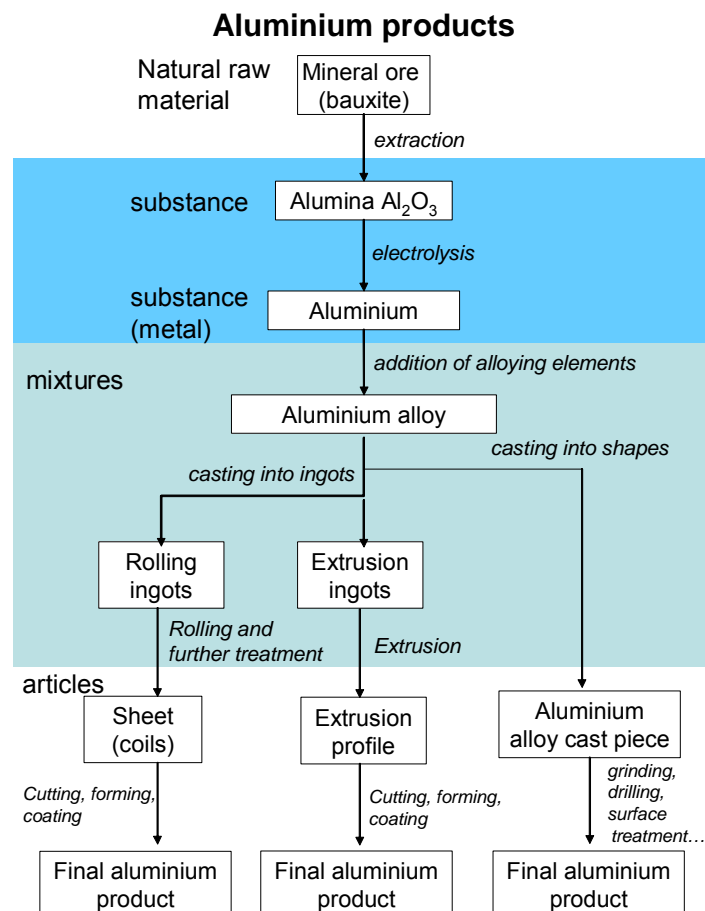 Aluminium products
Natural raw
material
Mineral ore
(bauxite)
extraction
substance
Alumina Al₂O₃
electrolysis
substance
(metal)
Aluminium
mixtures
addition of alloying elements
Aluminium alloy
casting into ingots
casting into shapes
Rolling
ingots
Extrusion
ingots
Rolling and
further treatment
Extrusion
articles
Sheet
(coils)
Extrusion
profile
Aluminium
alloy cast piece
Cutting, forming,
coating
Cutting, forming,
coating
grinding,
drilling,
surface
treatment…
Final aluminium
product
Final aluminium
product
Final aluminium
product